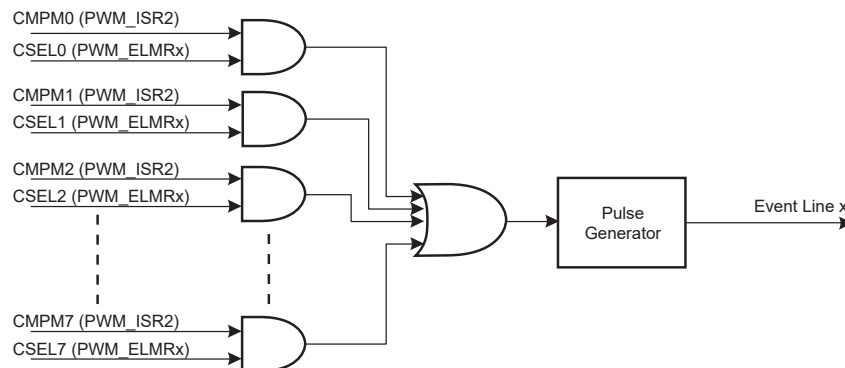 CMPM0 (PWM_ISR2)
CSEL0 (PWM_ELMRx)
CMPM1 (PWM_ISR2)
CSEL1 (PWM_ELMRx)
CMPM2 (PWM_ISR2)
CSEL2 (PWM_ELMRx)
CMPM7 (PWM_ISR2)
CSEL7 (PWM_ELMRx)
Pulse
Generator
Event Line x